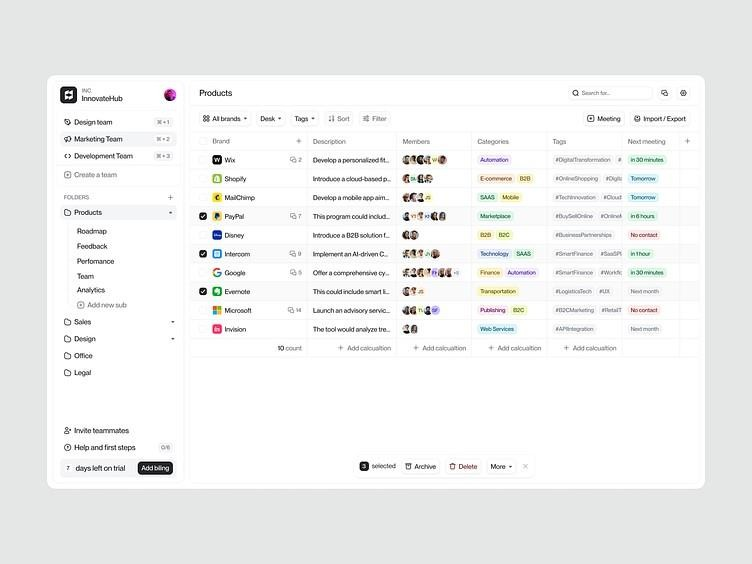 INC
InnovateHub
Design team ⌘ + 1
Marketing Team ⌘ + 2
Development Team ⌘ + 3
Create a team
FOLDERS +
Products
Roadmap
Feedback
Perfomance
Team
Analytics
Add new sub
Sales
Design
Office
Legal
Invite teammates
Help and first steps 0/6
7 days left on trial Add biling
Products Search for...
All brands Desk Tags Sort Filter Meeting Import / Export
Brand + Description Members Categories Tags Next meeting +
Wix 2 Develop a personalized fit... W Automation #DigitalTransformation # in 30 minutes
Shopify Introduce a cloud-based p... E-commerce B2B #OnlineShopping Tomorrow
MailChimp Develop a mobile app aim... JS SAAS Mobile #TechInnovation #Cloud Tomorrow
PayPal 7 This program could includ... Marketplace #BuySellOnline in 6 hours
Disney Introduce a B2B solution f... B2B B2C #BusinessPartnerships No contact
Intercom 9 Implement an AI-driven C... Technology SAAS #SmartFinance in 1 hour
Google 5 Offer a comprehensive cy... Finance Automation #SmartFinance in 30 minutes
Evernote This could include smart li... JS Transportation #LogisticsTech #UX Next month
Microsoft 14 Launch an advisory servic... SF Publishing B2C #B2CMarketing No contact
Invision The tool would analyze tre... Web Services #APIIntegration Next month
10 count + Add calcualtion + Add calcualtion + Add calcualtion + Add calcualtion
3 selected Archive Delete More ×